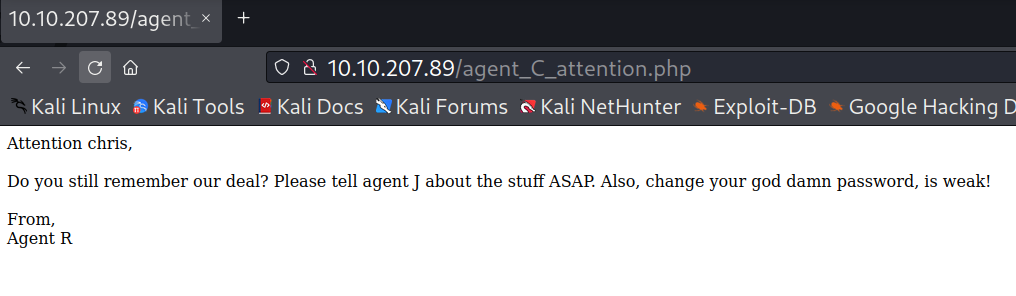 10.10.207.89/agent_
10.10.207.89/agent_C_attention.php
Kali Linux Kali Tools Kali Docs Kali Forums Kali NetHunter Exploit-DB Google Hacking D
Attention chris,
Do you still remember our deal? Please tell agent J about the stuff ASAP. Also, change your god damn password, is weak!
From,
Agent R